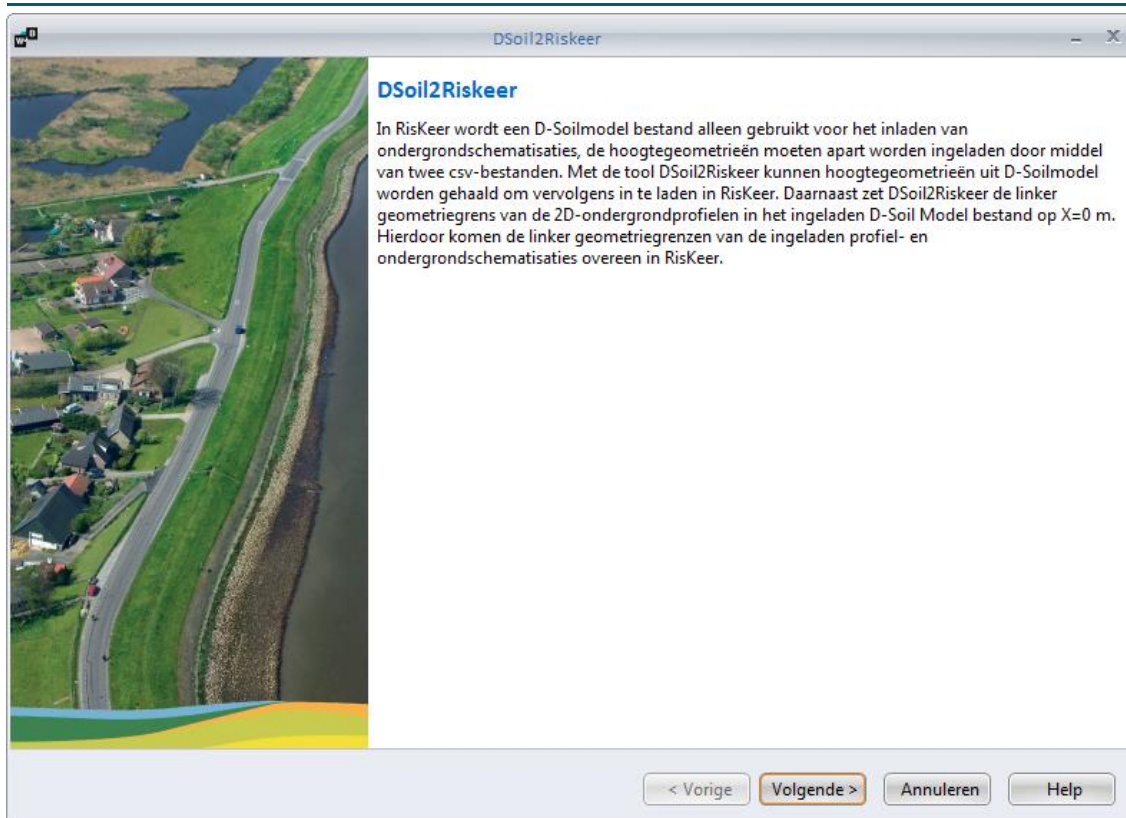 DSoil2Riskeer
DSoil2Riskeer
In RisKeer wordt een D-Soilmodel bestand alleen gebruikt voor het inladen van
ondergrondschematisaties, de hoogtegeometrieën moeten apart worden ingeladen door middel
van twee csv-bestanden. Met de tool DSoil2Riskeer kunnen hoogtegeometrieën uit D-Soilmodel
worden gehaald om vervolgens in te laden in RisKeer. Daarnaast zet DSoil2Riskeer de linker
geometriegrens van de 2D-ondergrondprofielen in het ingeladen D-Soil Model bestand op X=0 m.
Hierdoor komen de linker geometriegrenzen van de ingeladen profiel- en
ondergrondschematisaties overeen in RisKeer.
< Vorige Volgende > Annuleren Help